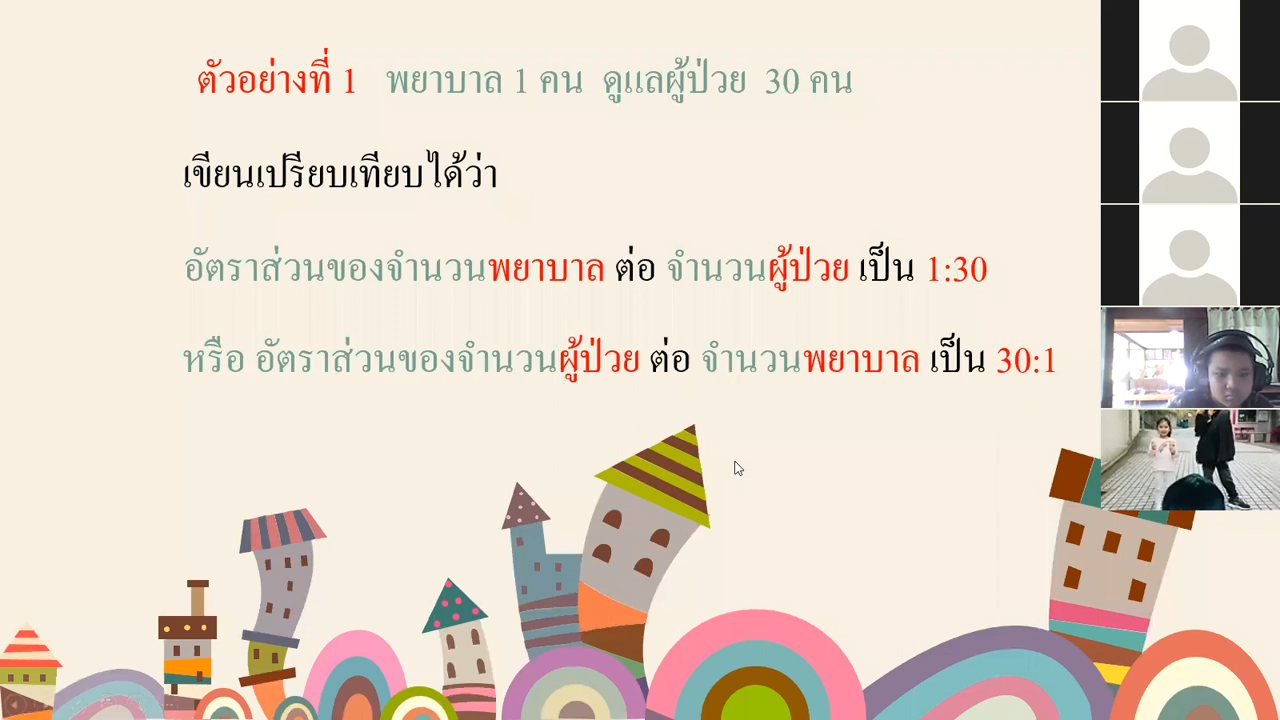 ตัวอย่างที่ 1 พยาบาล 1 คน ดูแลผู้ป่วย 30 คน
เขียนเปรียบเทียบได้ว่า
อัตราส่วนของจำนวนพยาบาล ต่อ จำนวนผู้ป่วย เป็น 1:30
หรือ อัตราส่วนของจำนวนผู้ป่วย ต่อ จำนวนพยาบาล เป็น 30:1